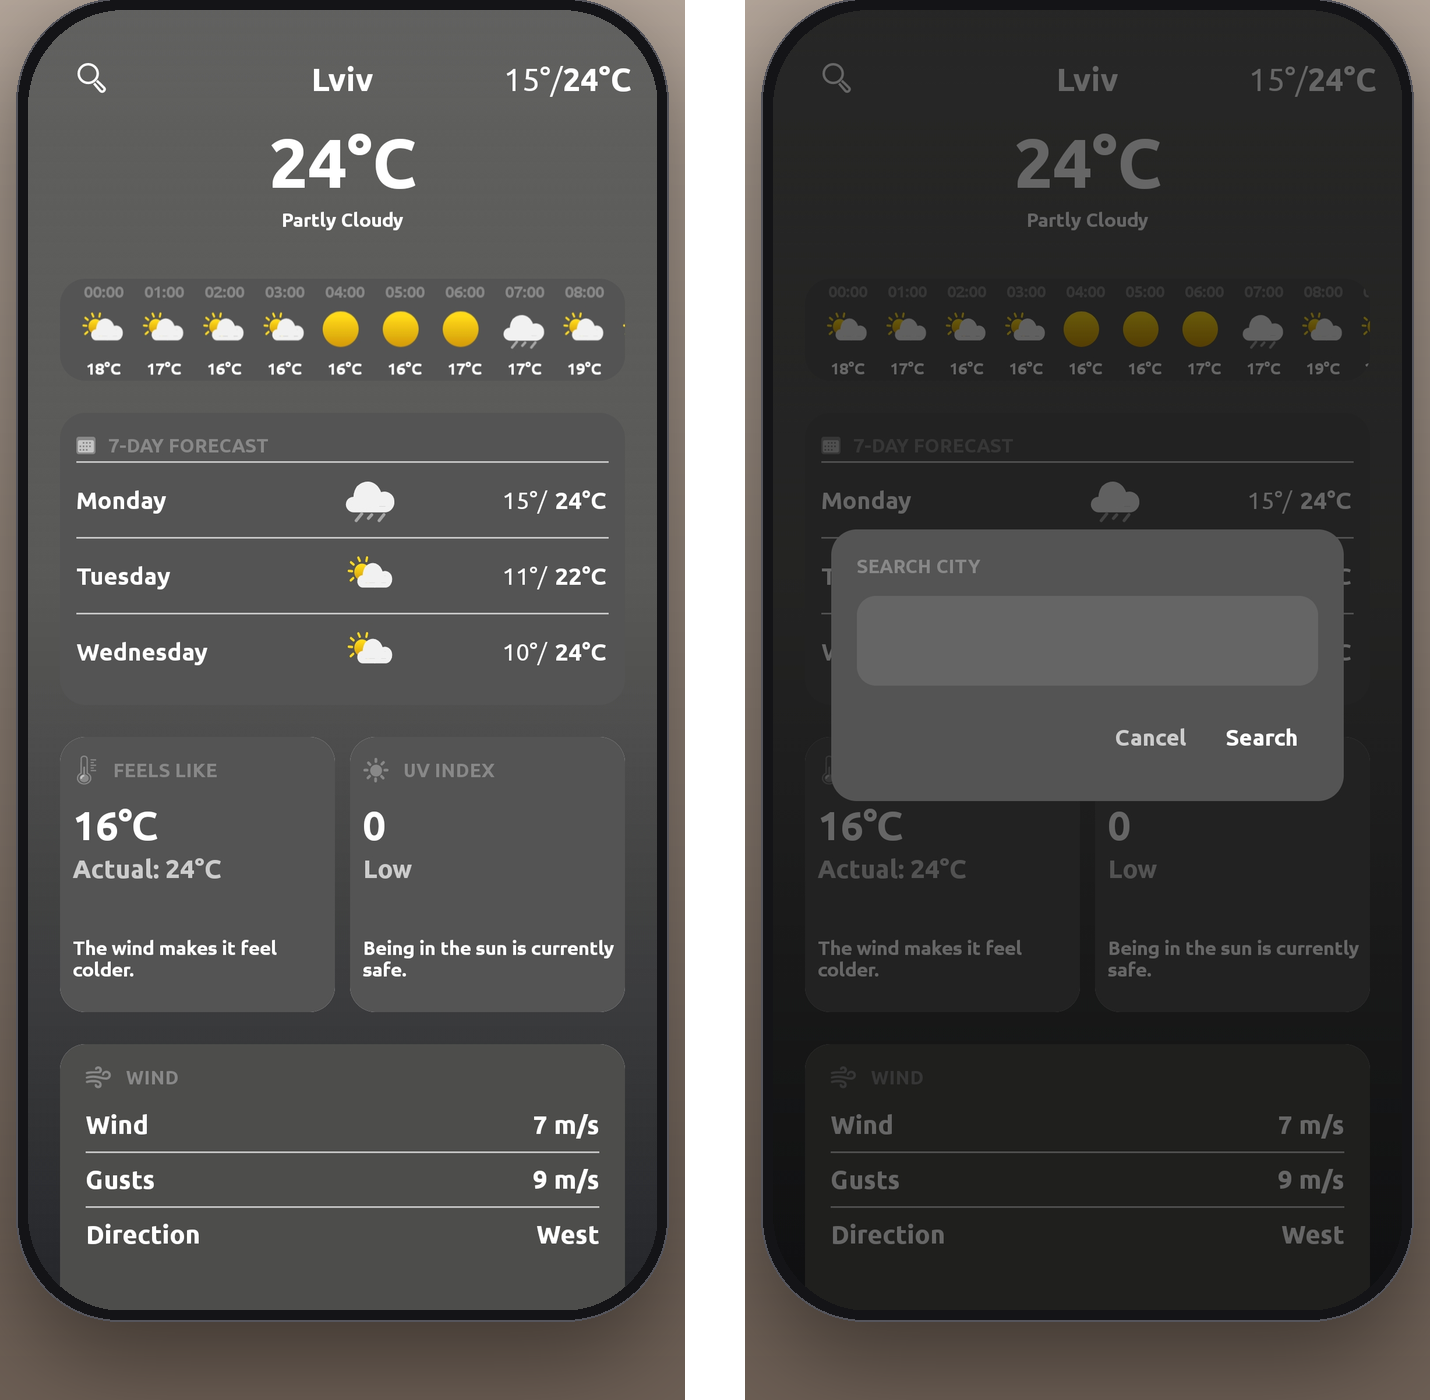 Lviv 15°/24°C
24°C
Partly Cloudy
00:00 01:00 02:00 03:00 04:00 05:00 06:00 07:00 08:00
18°C 17°C 16°C 16°C 16°C 16°C 17°C 17°C 19°C
7-DAY FORECAST
Monday 15°/ 24°C
Tuesday 11°/ 22°C
Wednesday 10°/ 24°C
FEELS LIKE
16°C
Actual: 24°C
The wind makes it feel
colder.
UV INDEX
0
Low
Being in the sun is currently
safe.
WIND
Wind 7 m/s
Gusts 9 m/s
Direction West
Lviv 15°/24°C
24°C
Partly Cloudy
00:00 01:00 02:00 03:00 04:00 05:00 06:00 07:00 08:00
18°C 17°C 16°C 16°C 16°C 16°C 17°C 17°C 19°C
7-DAY FORECAST
Monday 15°/ 24°C
SEARCH CITY
Cancel Search
16°C
Actual: 24°C
The wind makes it feel
colder.
0
Low
Being in the sun is currently
safe.
WIND
Wind 7 m/s
Gusts 9 m/s
Direction West